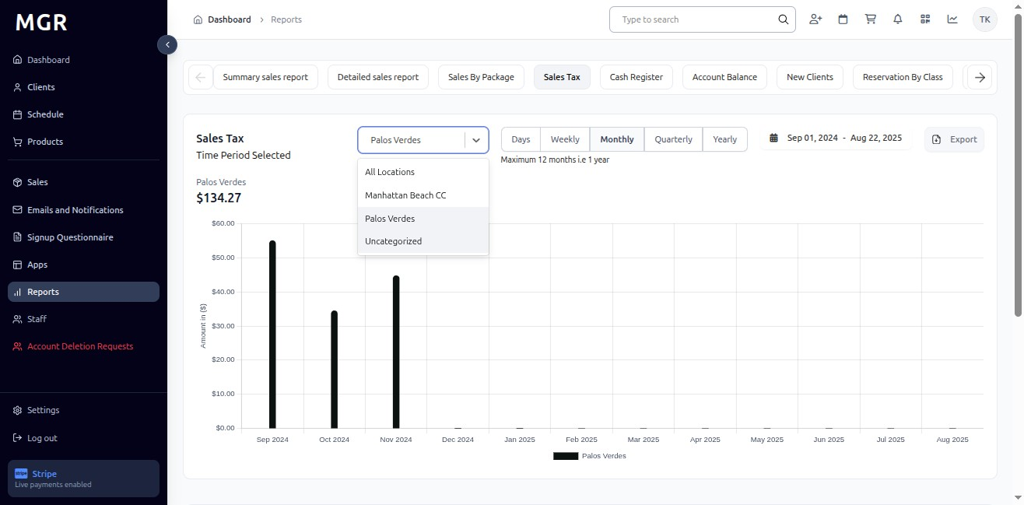 MGR
Dashboard
Clients
Schedule
Products
Sales
Emails and Notifications
Signup Questionnaire
Apps
Reports
Staff
Account Deletion Requests
Settings
Log out
Stripe
Live payments enabled
Dashboard > Reports
Type to search
TK
Summary sales report
Detailed sales report
Sales By Package
Sales Tax
Cash Register
Account Balance
New Clients
Reservation By Class
Sales Tax
Time Period Selected
Palos Verdes
All Locations
Manhattan Beach CC
Palos Verdes
Uncategorized
Days
Weekly
Monthly
Quarterly
Yearly
Maximum 12 months i.e 1 year
Sep 01, 2024 - Aug 22, 2025
Export
Palos Verdes
$134.27
Amount in ($)
$60.00
$50.00
$40.00
$30.00
$20.00
$10.00
$0.00
Sep 2024
Oct 2024
Nov 2024
Dec 2024
Jan 2025
Feb 2025
Mar 2025
Apr 2025
May 2025
Jun 2025
Jul 2025
Aug 2025
Palos Verdes